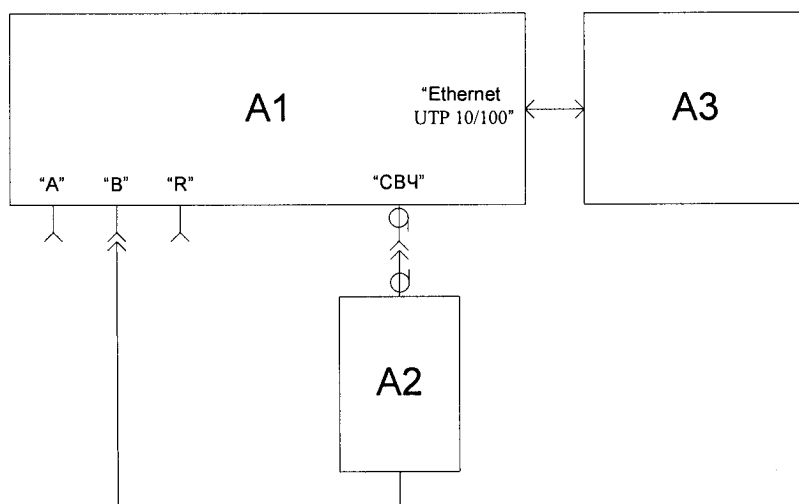 A1
“Ethernet
UTP 10/100”
A3
“A”
“B”
“R”
“СВЧ”
A2